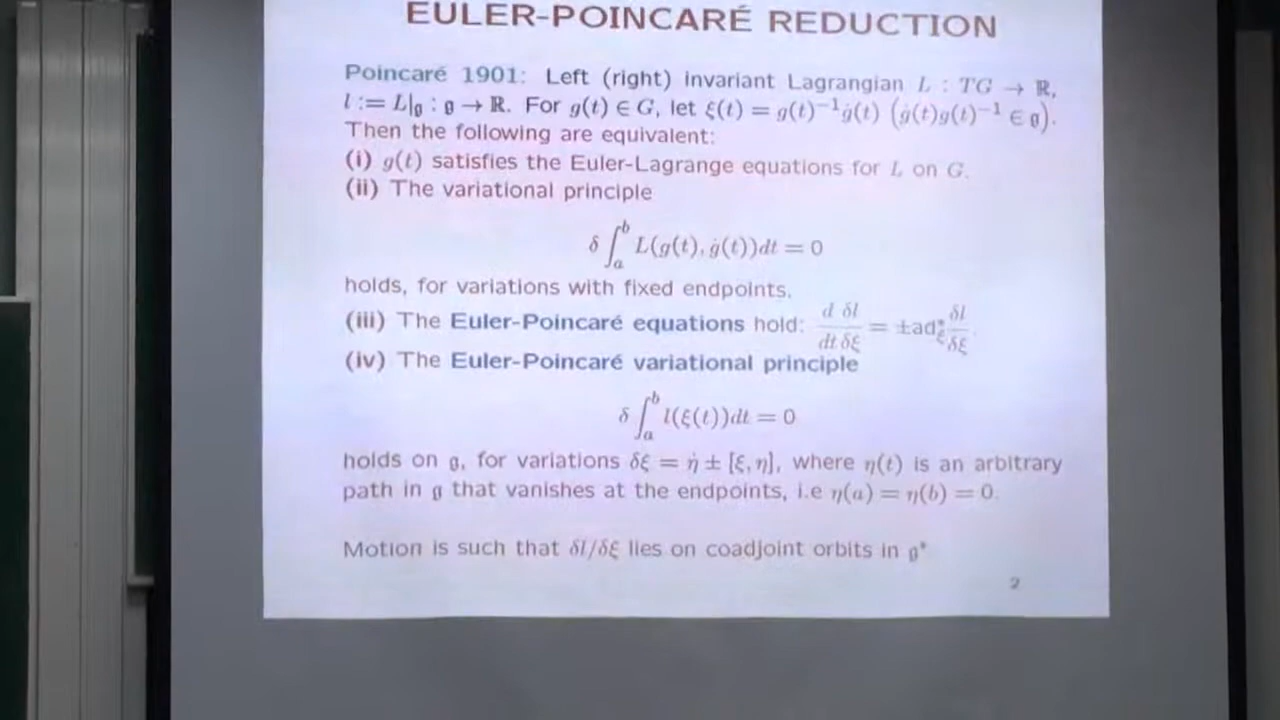 EULER-POINCARÉ REDUCTION
Poincaré 1901: Left (right) invariant Lagrangian L : TG → ℝ,
l := L|𝔤 : 𝔤 → ℝ. For g(t) ∈ G, let ξ(t) = g(t)⁻¹ġ(t) (ġ(t)g(t)⁻¹ ∈ 𝔤).
Then the following are equivalent:
(i) g(t) satisfies the Euler-Lagrange equations for L on G.
(ii) The variational principle
δ ∫ₐᵇ L(g(t), ġ(t))dt = 0
holds, for variations with fixed endpoints.
(iii) The Euler-Poincaré equations hold: d/dt δl/δξ = ±ad*_ξ δl/δξ.
(iv) The Euler-Poincaré variational principle
δ ∫ₐᵇ l(ξ(t))dt = 0
holds on 𝔤, for variations δξ = η̇ ± [ξ, η], where η(t) is an arbitrary
path in 𝔤 that vanishes at the endpoints, i.e η(a) = η(b) = 0.
Motion is such that δl/δξ lies on coadjoint orbits in 𝔤*
2